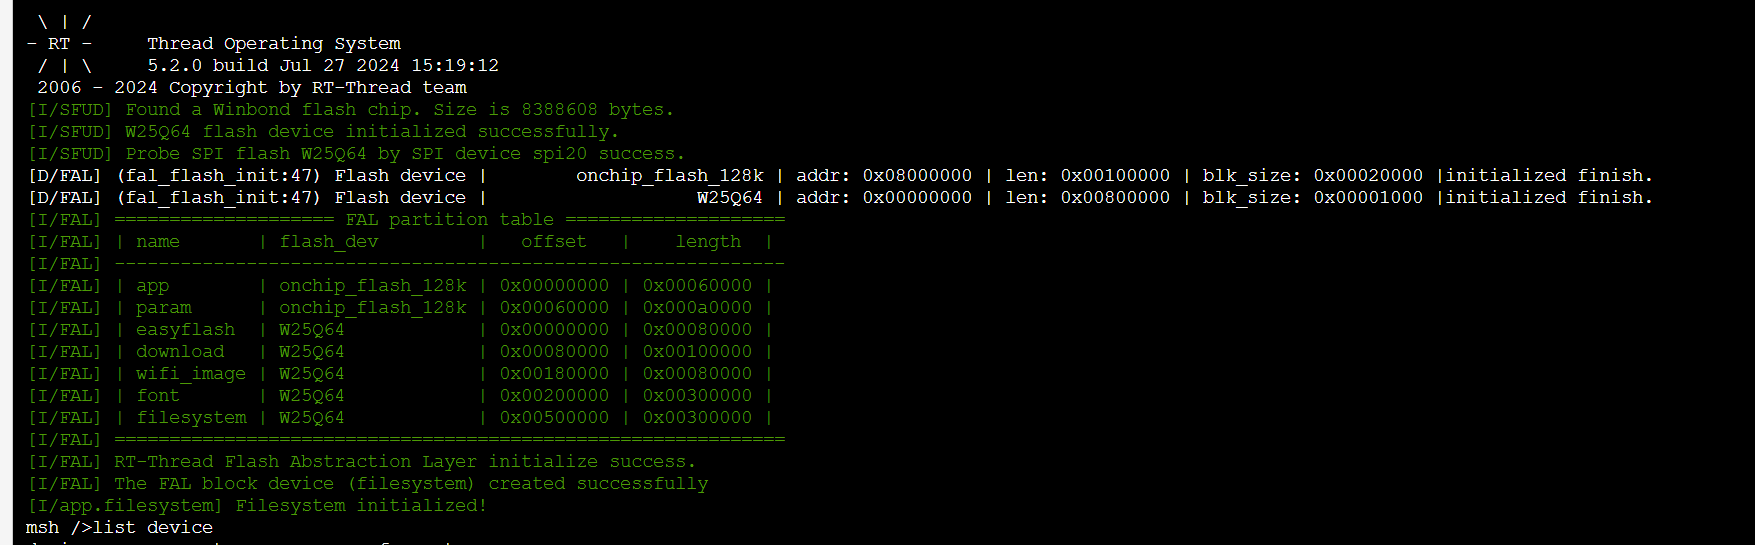 \ | /
- RT -     Thread Operating System
 / | \     5.2.0 build Jul 27 2024 15:19:12
 2006 - 2024 Copyright by RT-Thread team
[I/SFUD] Found a Winbond flash chip. Size is 8388608 bytes.
[I/SFUD] W25Q64 flash device initialized successfully.
[I/SFUD] Probe SPI flash W25Q64 by SPI device spi20 success.
[D/FAL] (fal_flash_init:47) Flash device |        onchip_flash_128k | addr: 0x08000000 | len: 0x00100000 | blk_size: 0x00020000 |initialized finish.
[D/FAL] (fal_flash_init:47) Flash device |                   W25Q64 | addr: 0x00000000 | len: 0x00800000 | blk_size: 0x00001000 |initialized finish.
[I/FAL] ==================== FAL partition table ====================
[I/FAL] | name       | flash_dev         |   offset   |    length  |
[I/FAL] -------------------------------------------------------------
[I/FAL] | app        | onchip_flash_128k | 0x00000000 | 0x00060000 |
[I/FAL] | param      | onchip_flash_128k | 0x00060000 | 0x000a0000 |
[I/FAL] | easyflash  | W25Q64            | 0x00000000 | 0x00080000 |
[I/FAL] | download   | W25Q64            | 0x00080000 | 0x00100000 |
[I/FAL] | wifi_image | W25Q64            | 0x00180000 | 0x00080000 |
[I/FAL] | font       | W25Q64            | 0x00200000 | 0x00300000 |
[I/FAL] | filesystem | W25Q64            | 0x00500000 | 0x00300000 |
[I/FAL] =============================================================
[I/FAL] RT-Thread Flash Abstraction Layer initialize success.
[I/FAL] The FAL block device (filesystem) created successfully
[I/app.filesystem] Filesystem initialized!
msh />list device